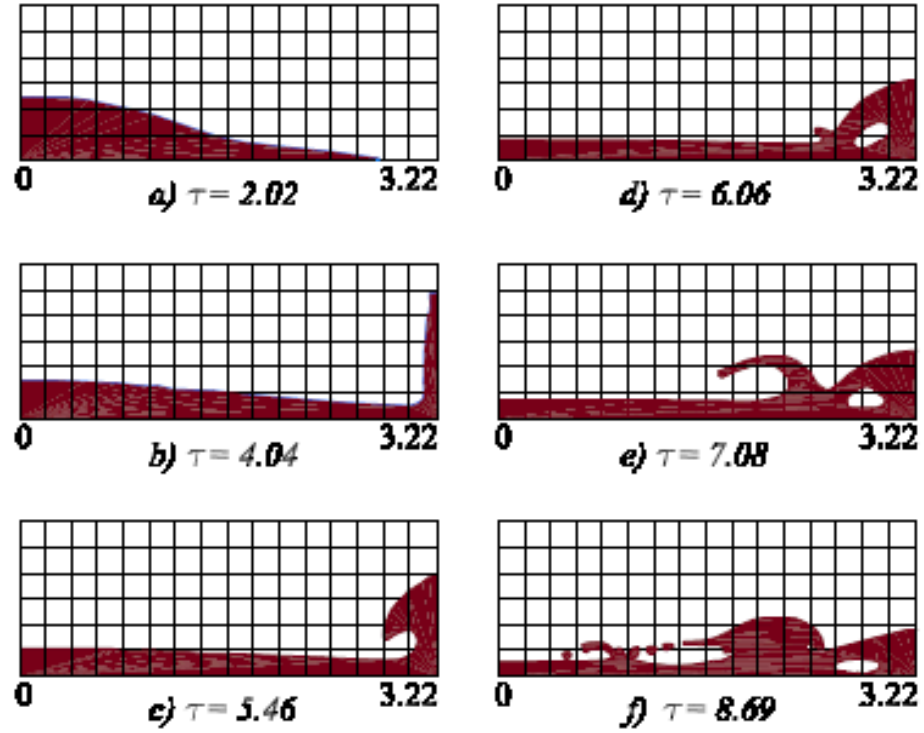 0 3.22
a) τ = 2.02
0 3.22
d) τ = 6.06
0 3.22
b) τ = 4.04
0 3.22
e) τ = 7.08
0 3.22
c) τ = 5.46
0 3.22
f) τ = 8.69